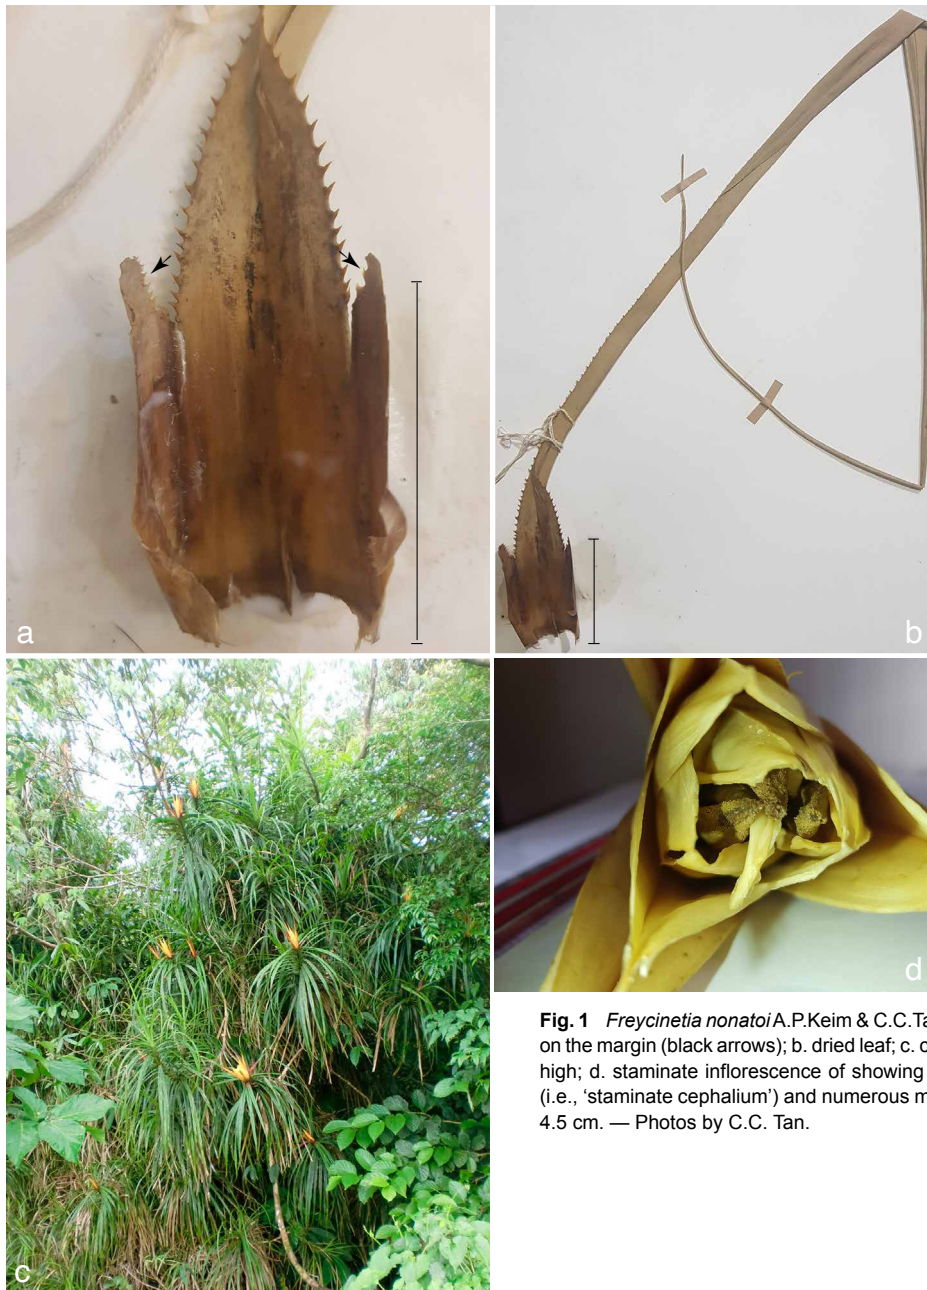 a
b
c
d
Fig. 1 Freycinetia nonatoi A.P.Keim & C.C.Ta
on the margin (black arrows); b. dried leaf; c. c
high; d. staminate inflorescence of showing
(i.e., ‘staminate cephalium’) and numerous m
4.5 cm. — Photos by C.C. Tan.